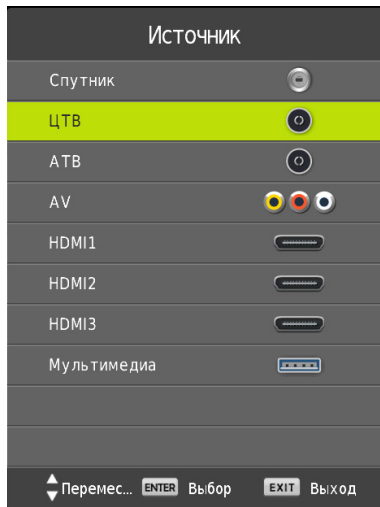 Источник
Спутник
ЦТВ
АТВ
AV
HDMI1
HDMI2
HDMI3
Мультимедиа
Перемес... ENTER Выбор EXIT Выход